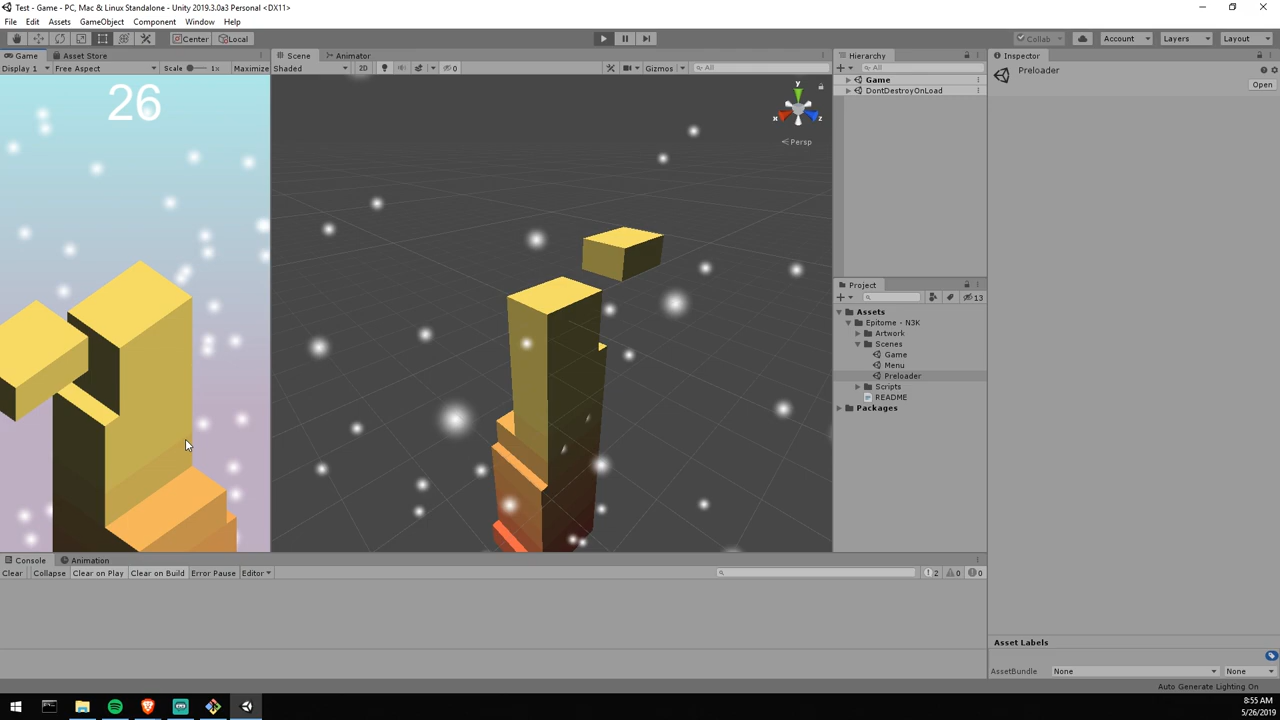 Test - Game - PC, Mac & Linux Standalone - Unity 2019.3.0a3 Personal <DX11>
File Edit Assets GameObject Component Window Help
Center Local Collab Account Layers Layout
Game Asset Store Scene Animator Hierarchy Inspector
Display 1 Free Aspect Scale 1x Maximize Shaded 2D 0 Gizmos All All
Preloader
Open
Game
DontDestroyOnLoad
26
y
x
z
Persp
Project
13
Assets
Epitome - N3K
Artwork
Scenes
Game
Menu
Preloader
Scripts
README
Packages
Console Animation
Clear Collapse Clear on Play Clear on Build Error Pause Editor 2 0 0
Asset Labels
AssetBundle None None
Auto Generate Lighting On
8:55 AM
5/26/2019